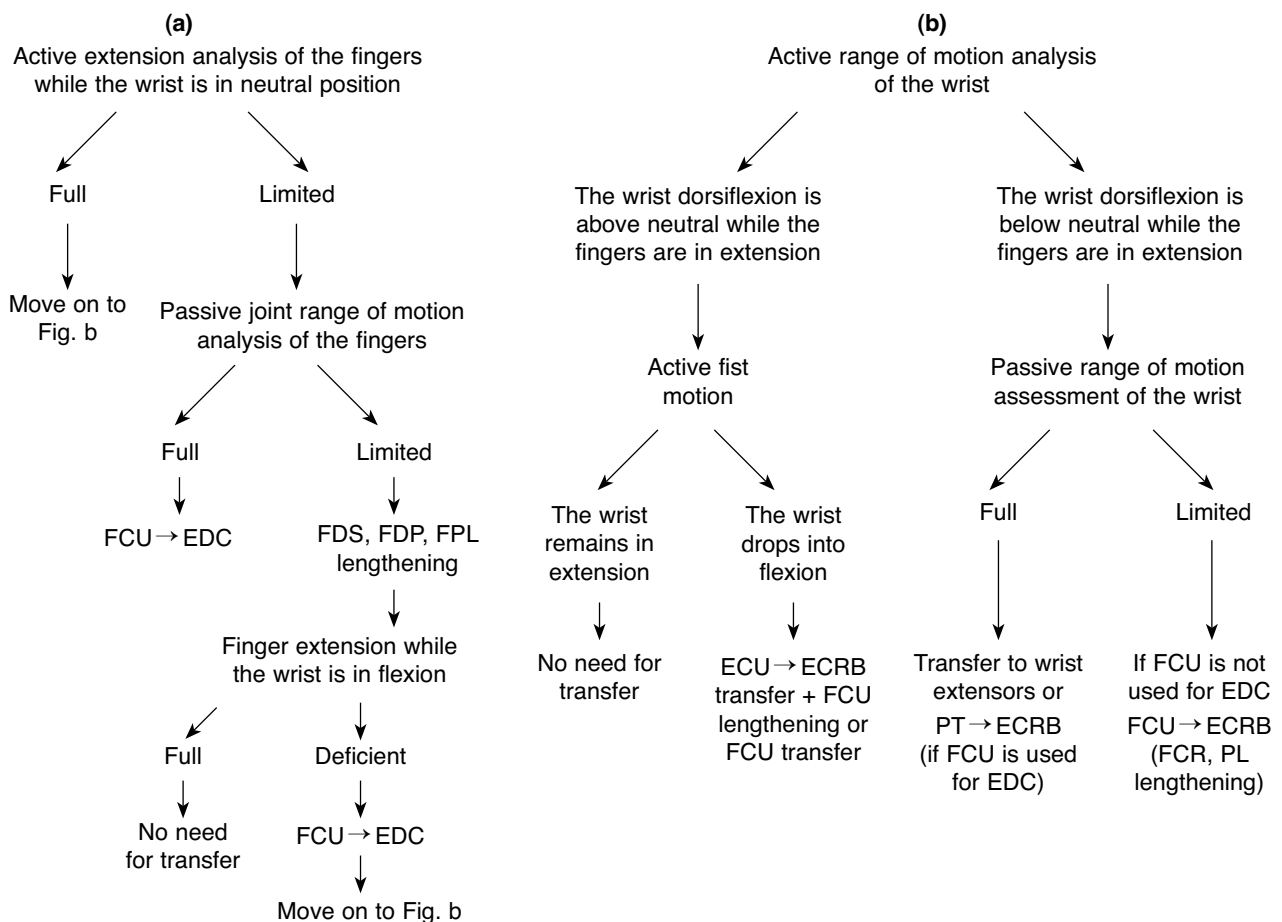 (a)
Active extension analysis of the fingers
while the wrist is in neutral position
Full
Limited
Move on to
Fig. b
Passive joint range of motion
analysis of the fingers
Full
Limited
FCU → EDC
FDS, FDP, FPL
lengthening
Finger extension while
the wrist is in flexion
Full
Deficient
No need
for transfer
FCU → EDC
Move on to Fig. b
(b)
Active range of motion analysis
of the wrist
The wrist dorsiflexion is
above neutral while the
fingers are in extension
The wrist dorsiflexion is
below neutral while the
fingers are in extension
Active fist
motion
Passive range of motion
assessment of the wrist
The wrist
remains in
extension
The wrist
drops into
flexion
Full
Limited
No need for
transfer
ECU → ECRB
transfer + FCU
lengthening or
FCU transfer
Transfer to wrist
extensors or
PT → ECRB
(if FCU is used
for EDC)
If FCU is not
used for EDC
FCU → ECRB
(FCR, PL
lengthening)